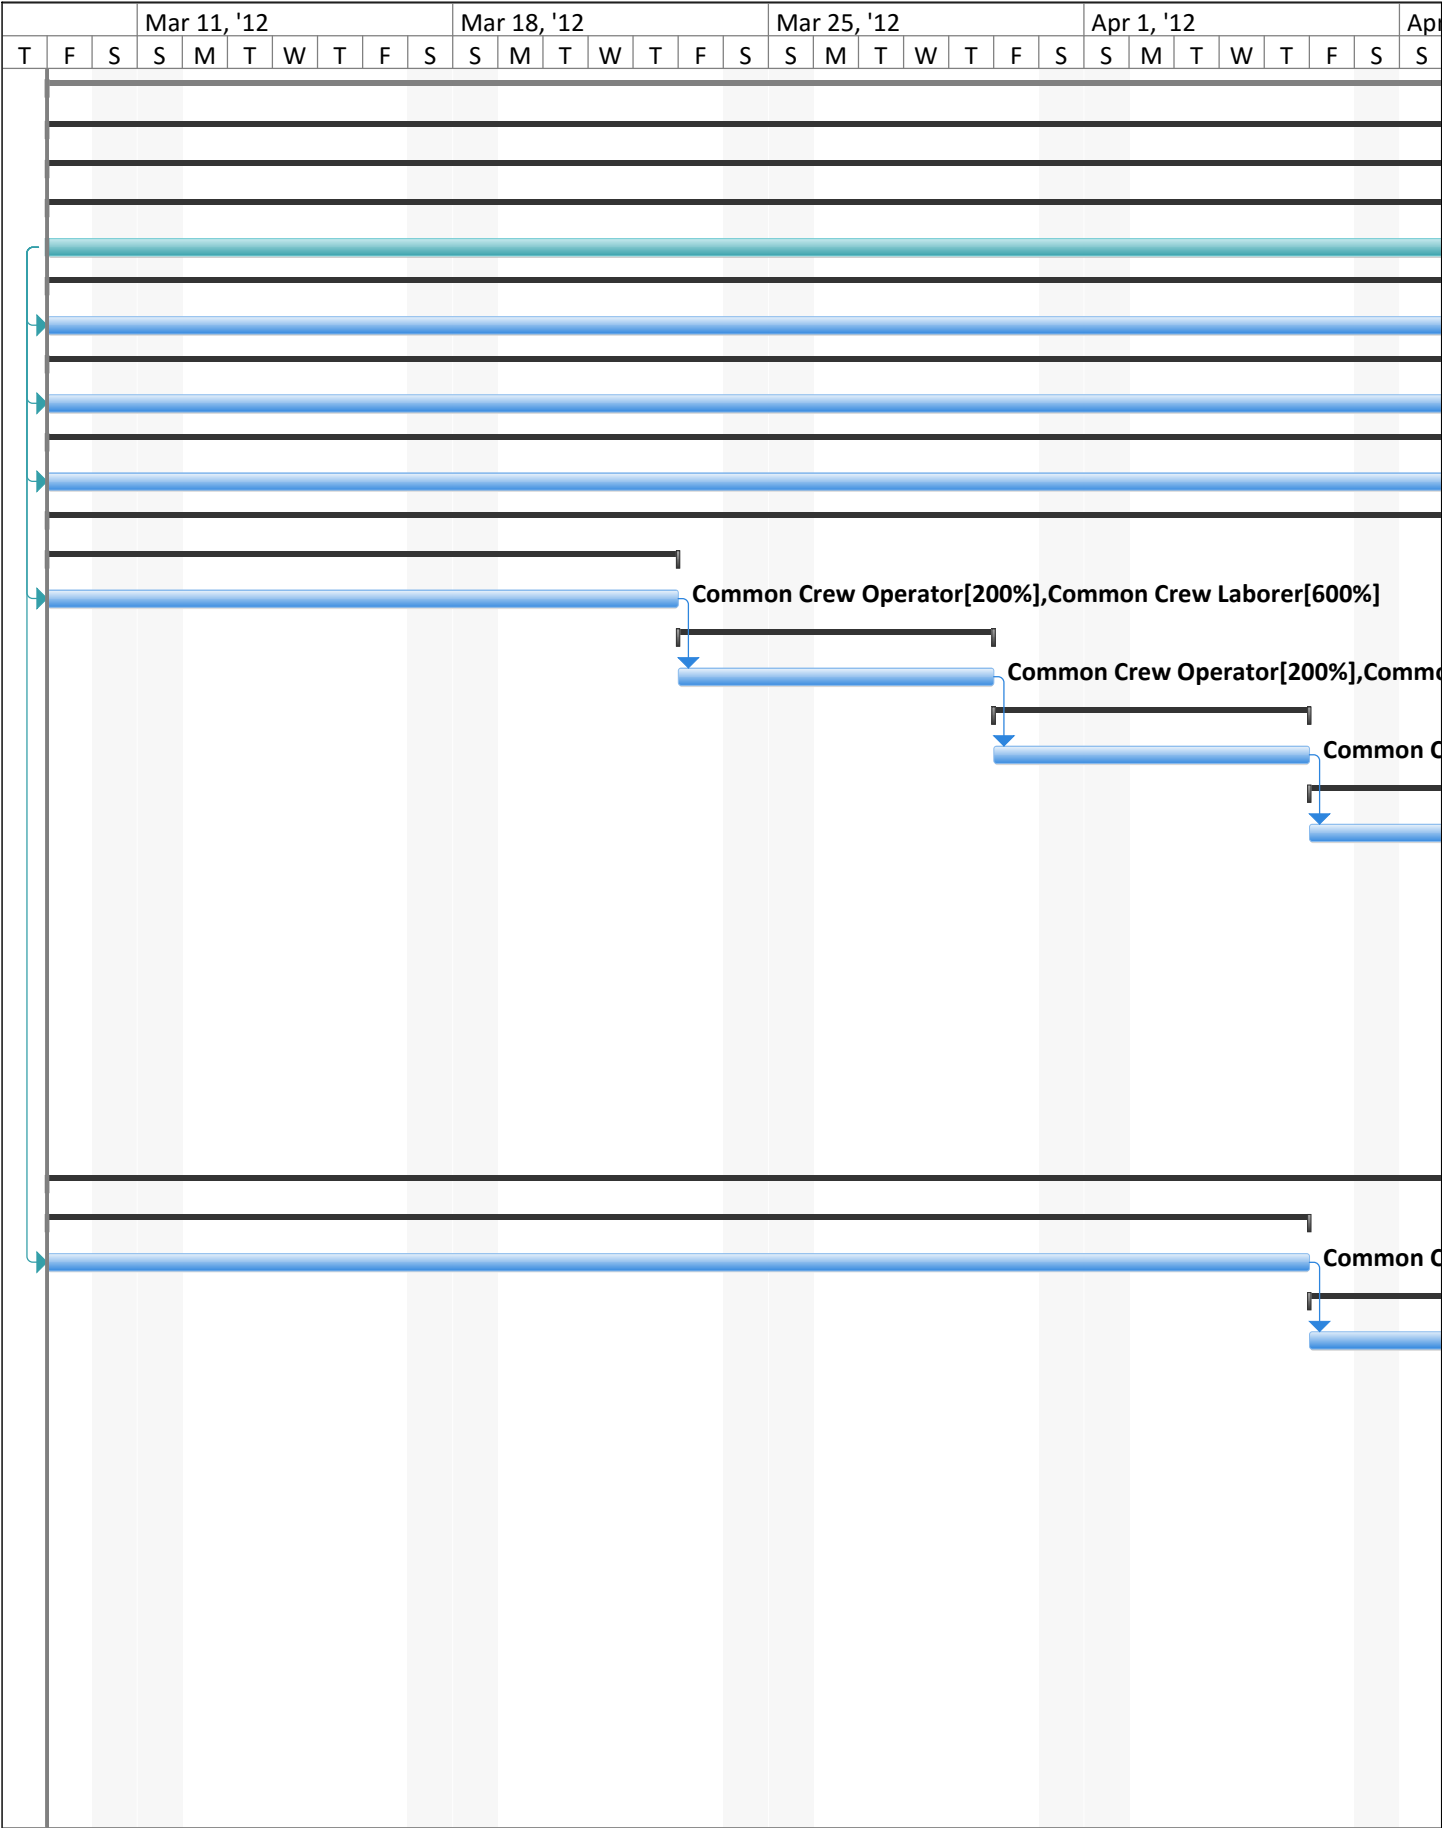 Mar 11, '12 Mar 18, '12 Mar 25, '12 Apr 1, '12 Apr
T F S S M T W T F S S M T W T F S S M T W T F S S M T W T F S S
Common Crew Operator[200%],Common Crew Laborer[600%]
Common Crew Operator[200%],Commo
Common C
Common C